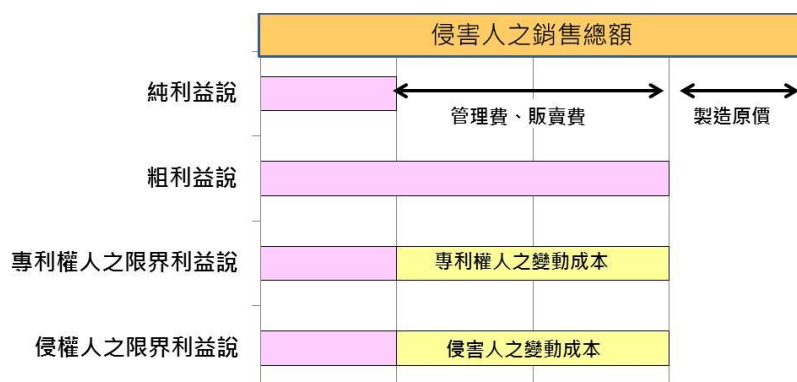 侵害人之銷售總額
純利益說
管理費、販賣費
製造原價
粗利益說
專利權人之限界利益說
專利權人之變動成本
侵權人之限界利益說
侵害人之變動成本